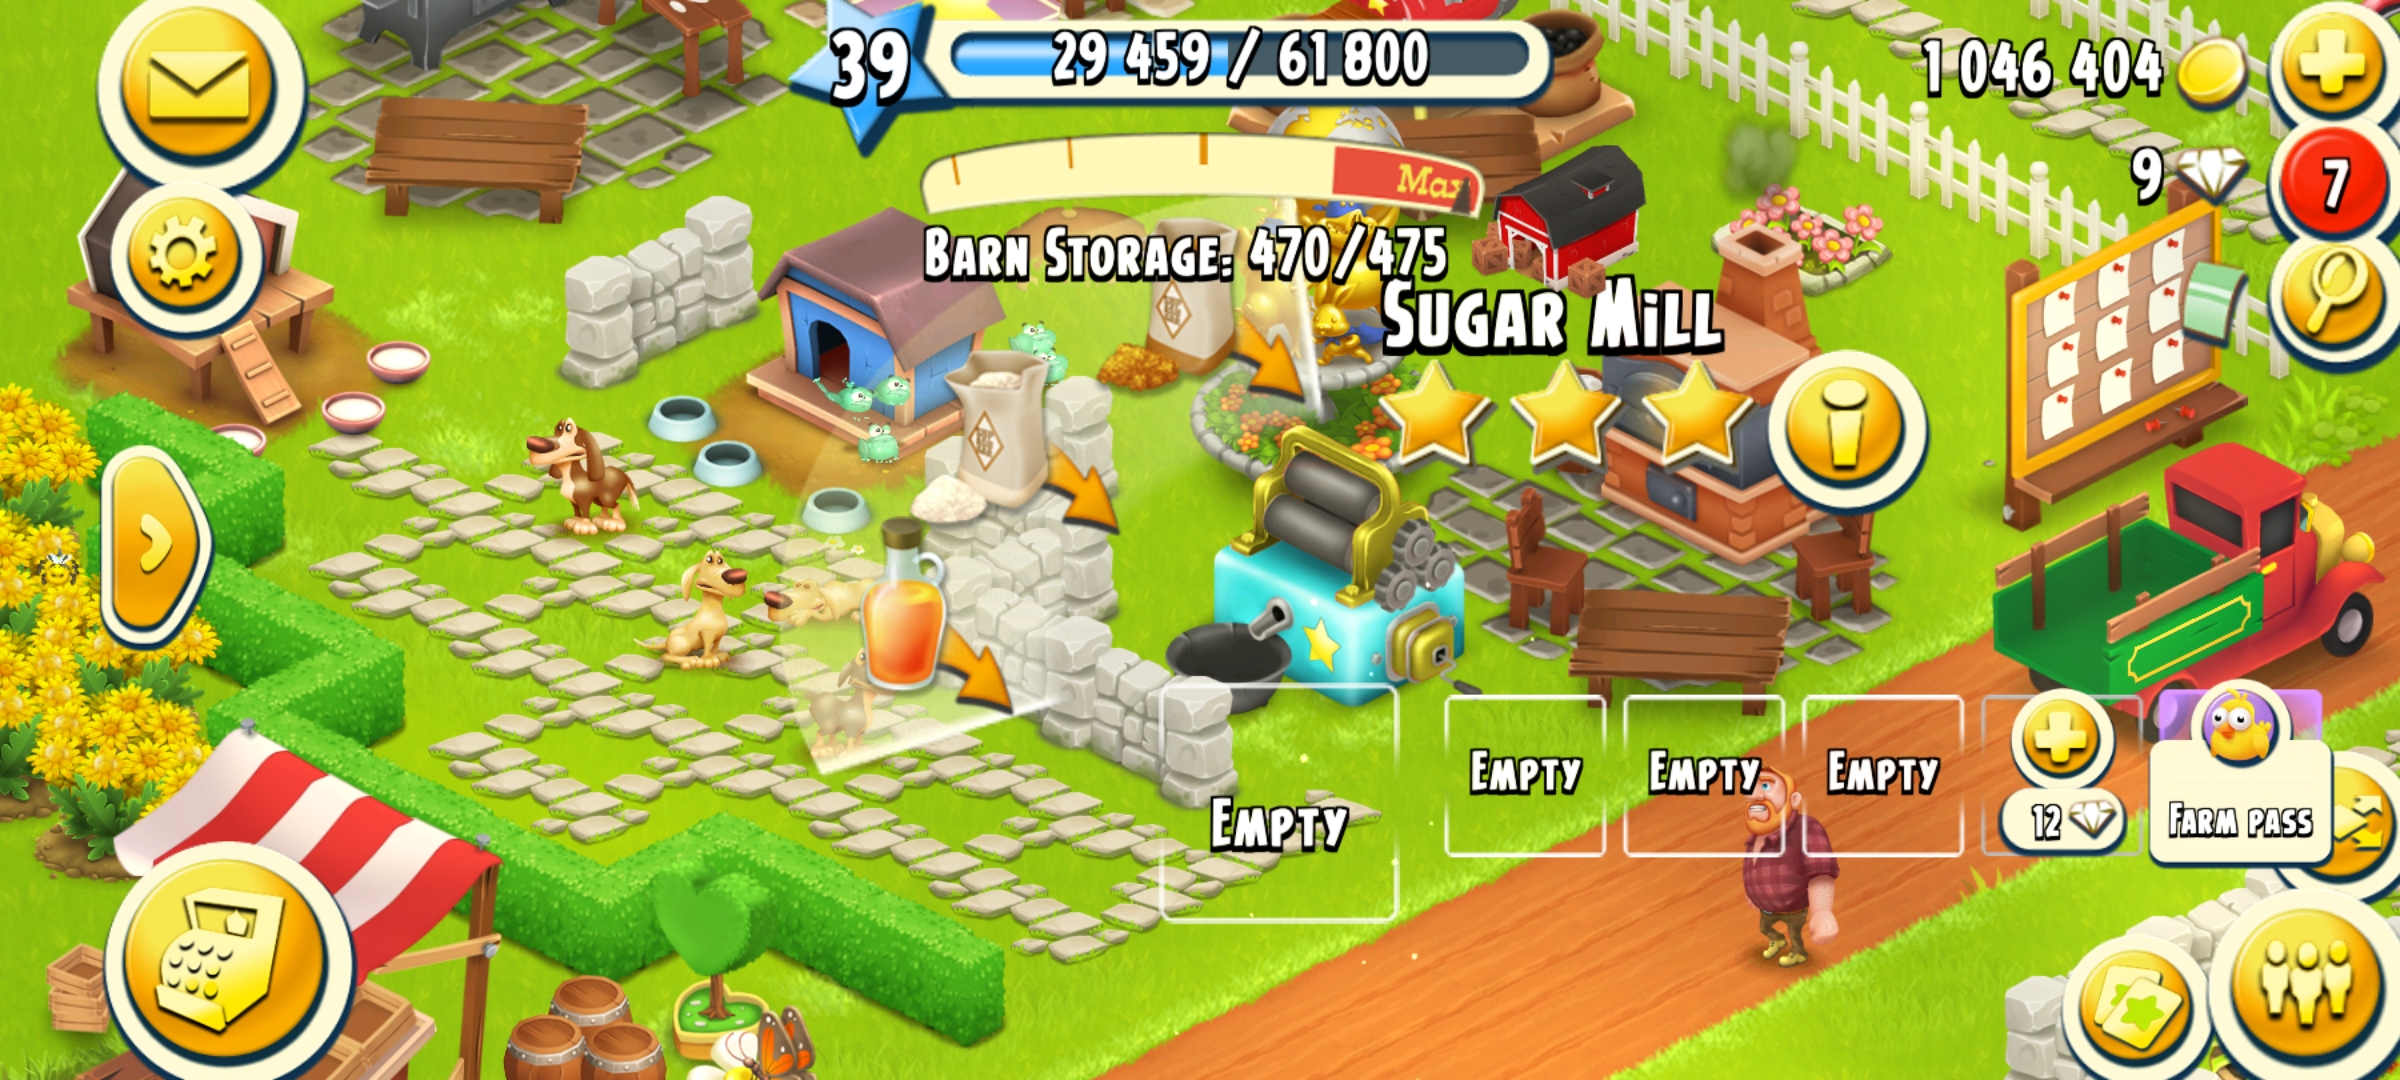 39
29 459 / 61 800
1 046 404
9
7
Max
Barn Storage: 470/475
Sugar Mill
Empty
Empty
Empty
Empty
12
Farm pass